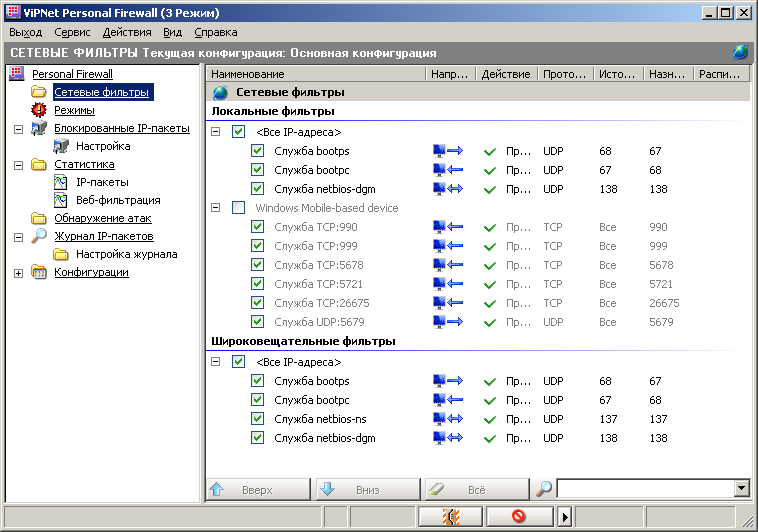 ViPNet Personal Firewall (3 Режим)
Выход Сервис Действия Вид Справка
СЕТЕВЫЕ ФИЛЬТРЫ Текущая конфигурация: Основная конфигурация
Personal Firewall
Сетевые фильтры
Режимы
Блокированные IP-пакеты
Настройка
Статистика
IP-пакеты
Веб-фильтрация
Обнаружение атак
Журнал IP-пакетов
Настройка журнала
Конфигурации
Наименование Напр... Действие Прото... Исто... Назн... Распи...
Сетевые фильтры
Локальные фильтры
<Все IP-адреса>
Служба bootps Пр... UDP 68 67
Служба bootpc Пр... UDP 67 68
Служба netbios-dgm Пр... UDP 138 138
Windows Mobile-based device
Служба TCP:990 Пр... TCP Все 990
Служба TCP:999 Пр... TCP Все 999
Служба TCP:5678 Пр... TCP Все 5678
Служба TCP:5721 Пр... TCP Все 5721
Служба TCP:26675 Пр... TCP Все 26675
Служба UDP:5679 Пр... UDP Все 5679
Широковещательные фильтры
<Все IP-адреса>
Служба bootps Пр... UDP 68 67
Служба bootpc Пр... UDP 67 68
Служба netbios-ns Пр... UDP 137 137
Служба netbios-dgm Пр... UDP 138 138
Вверх Вниз Всё